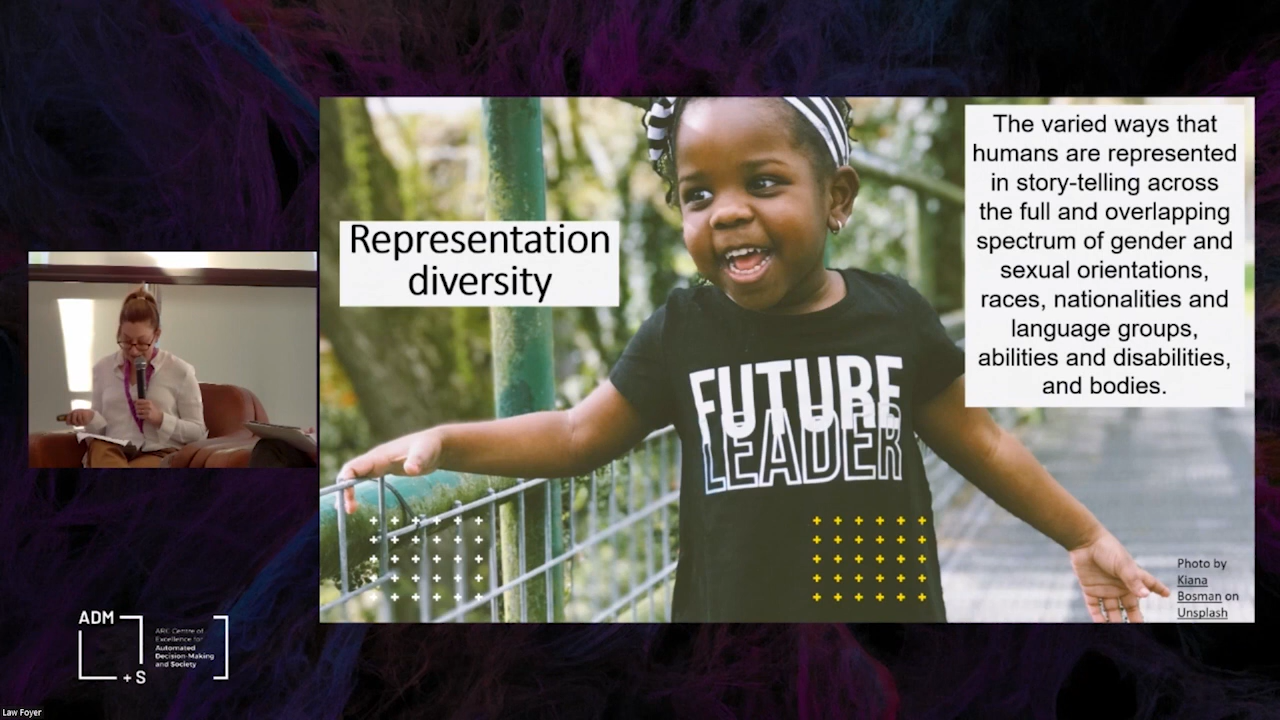 Representation
diversity
The varied ways that
humans are represented
in story-telling across
the full and overlapping
spectrum of gender and
sexual orientations,
races, nationalities and
language groups,
abilities and disabilities,
and bodies.
FUTURE
LEADER
Photo by
Kiana
Bosman on
Unsplash
ADM
+ S
ARC Centre of
Excellence for
Automated
Decision-Making
and Society
Law Foyer